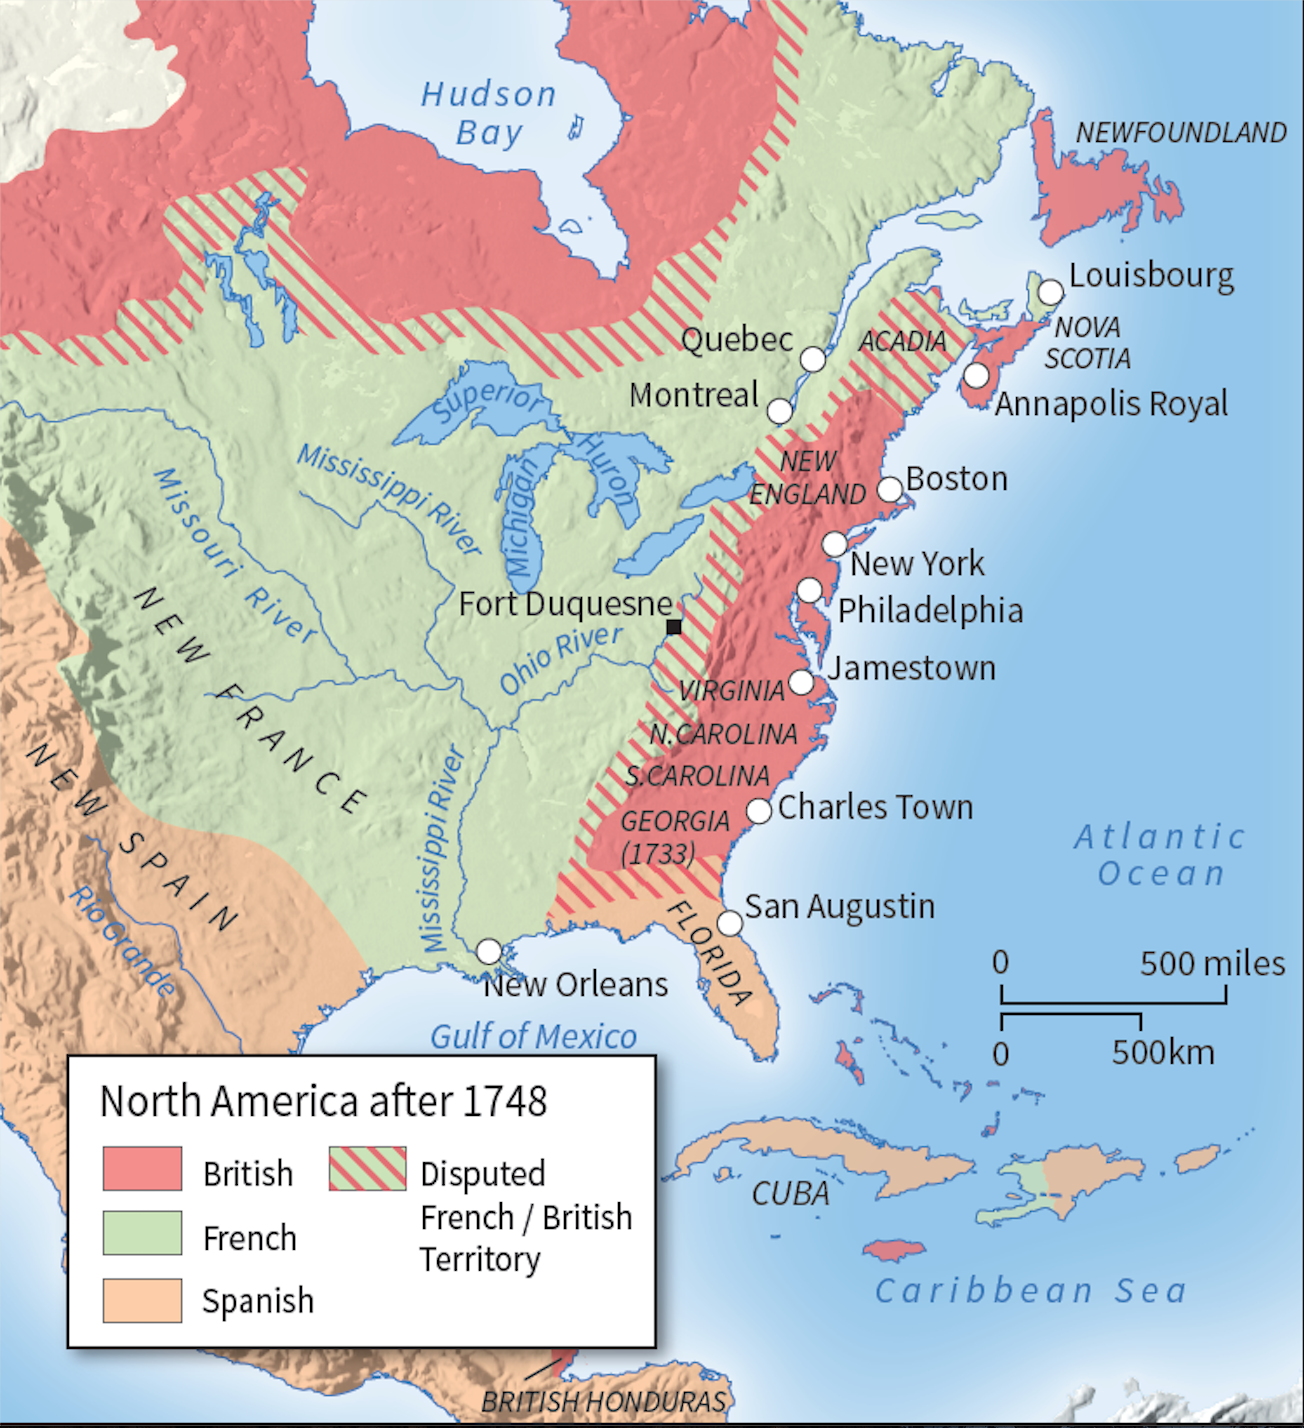 Hudson
Bay
NEWFOUNDLAND
Louisbourg
NOVA
SCOTIA
Quebec
ACADIA
Montreal
Annapolis Royal
Superior
Huron
Michigan
Mississippi River
Missouri River
NEW
ENGLAND
Boston
New York
Fort Duquesne
Philadelphia
Ohio River
Jamestown
VIRGINIA
NEW FRANCE
N.CAROLINA
S.CAROLINA
NEW SPAIN
Mississippi River
Charles Town
GEORGIA
(1733)
Atlantic
Ocean
Rio Grande
San Augustin
FLORIDA
New Orleans
0 500 miles
0 500km
Gulf of Mexico
North America after 1748
British
French
Spanish
Disputed
French / British
Territory
CUBA
Caribbean Sea
BRITISH HONDURAS